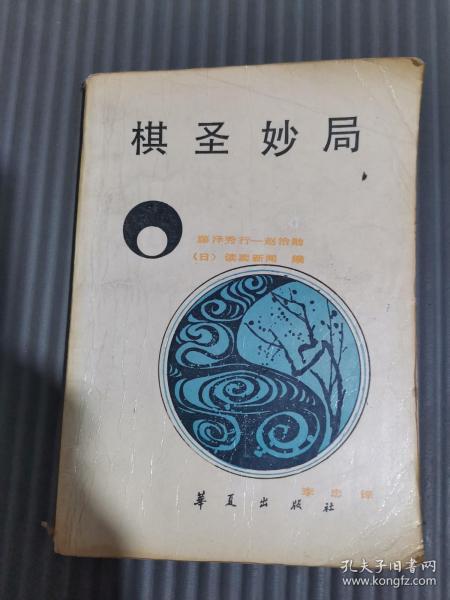 棋圣妙局
藤泽秀行—赵治勋
（日）读卖新闻 编
李忠 译
华夏出版社
孔夫子旧书网
www.kongfz.com